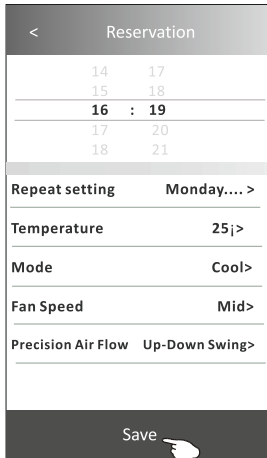 < Reservation
14 17
15 18
16 : 19
17 20
18 21
Repeat setting Monday.... >
Temperature 25¡>
Mode Cool>
Fan Speed Mid>
Precision Air Flow Up-Down Swing>
Save